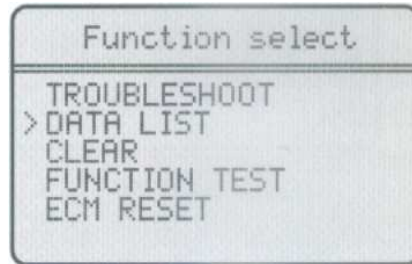 Function select
TROUBLESHOOT
>DATA LIST
CLEAR
FUNCTION TEST
ECM RESET